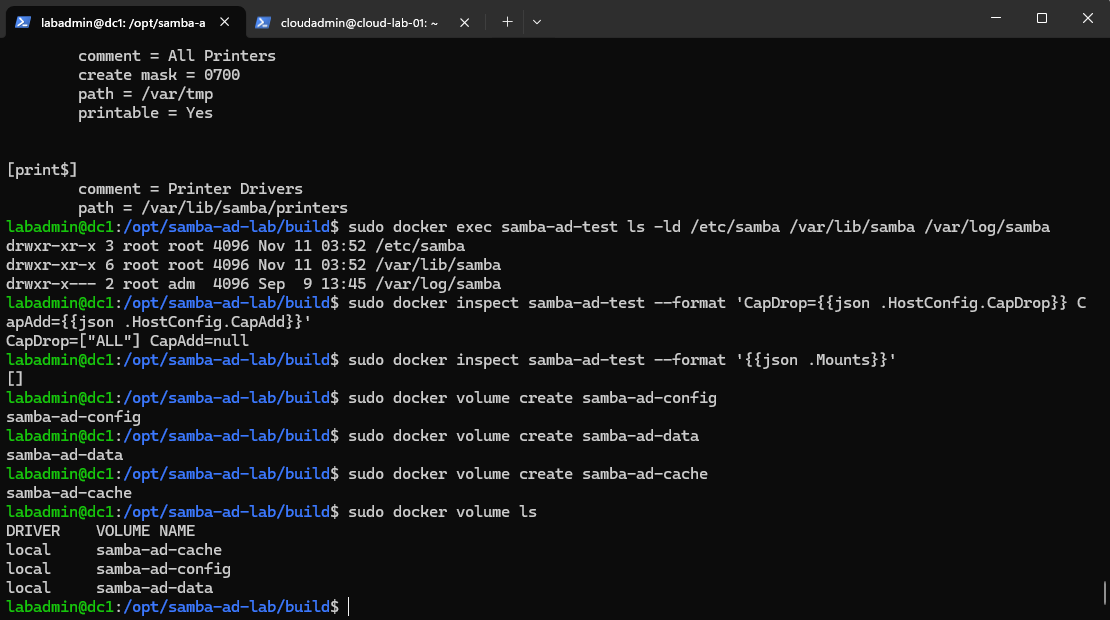 labadmin@dc1: /opt/samba-a
cloudadmin@cloud-lab-01: ~
comment = All Printers
create mask = 0700
path = /var/tmp
printable = Yes
[print$]
comment = Printer Drivers
path = /var/lib/samba/printers
labadmin@dc1:/opt/samba-ad-lab/build$ sudo docker exec samba-ad-test ls -ld /etc/samba /var/lib/samba /var/log/samba
drwxr-xr-x 3 root root 4096 Nov 11 03:52 /etc/samba
drwxr-xr-x 6 root root 4096 Nov 11 03:52 /var/lib/samba
drwxr-x--- 2 root adm  4096 Sep  9 13:45 /var/log/samba
labadmin@dc1:/opt/samba-ad-lab/build$ sudo docker inspect samba-ad-test --format 'CapDrop={{json .HostConfig.CapDrop}} C
apAdd={{json .HostConfig.CapAdd}}'
CapDrop=["ALL"] CapAdd=null
labadmin@dc1:/opt/samba-ad-lab/build$ sudo docker inspect samba-ad-test --format '{{json .Mounts}}'
[]
labadmin@dc1:/opt/samba-ad-lab/build$ sudo docker volume create samba-ad-config
samba-ad-config
labadmin@dc1:/opt/samba-ad-lab/build$ sudo docker volume create samba-ad-data
samba-ad-data
labadmin@dc1:/opt/samba-ad-lab/build$ sudo docker volume create samba-ad-cache
samba-ad-cache
labadmin@dc1:/opt/samba-ad-lab/build$ sudo docker volume ls
DRIVER    VOLUME NAME
local     samba-ad-cache
local     samba-ad-config
local     samba-ad-data
labadmin@dc1:/opt/samba-ad-lab/build$